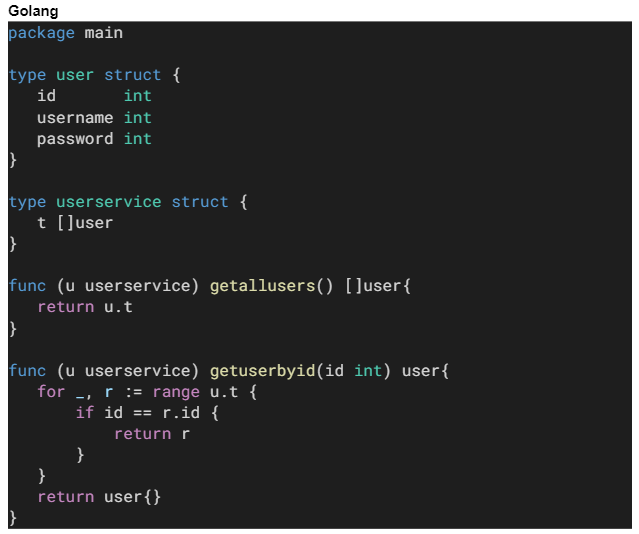 Golang
package main
type user struct {
id int
username int
password int
}
type userservice struct {
t []user
}
func (u userservice) getallusers() []user{
return u.t
}
func (u userservice) getuserbyid(id int) user{
for _, r := range u.t {
if id == r.id {
return r
}
}
return user{}
}